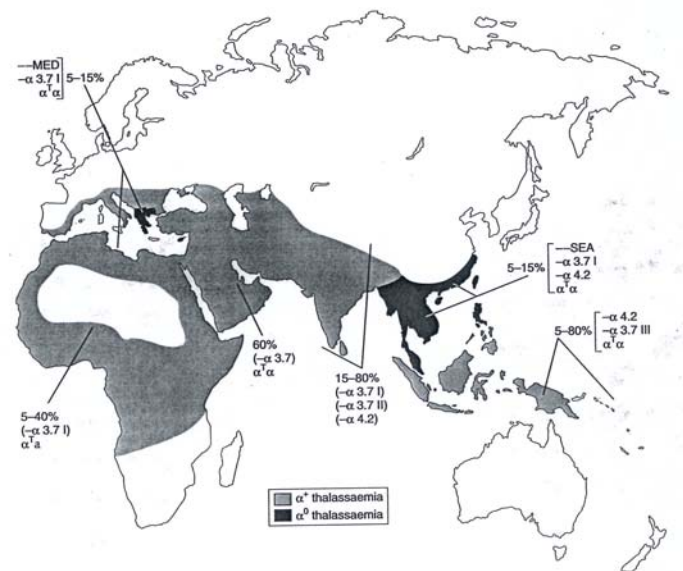 ––MED
–α 3.7 I
αᵀα
5–15%
––SEA
–α 3.7 I
–α 4.2
αᵀα
5–15%
–α 4.2
–α 3.7 III
αᵀα
5–80%
60%
(–α 3.7)
αᵀα
15–80%
(–α 3.7 I)
(–α 3.7 II)
(–α 4.2)
5–40%
(–α 3.7 I)
αᵀa
α⁺ thalassaemia
α⁰ thalassaemia